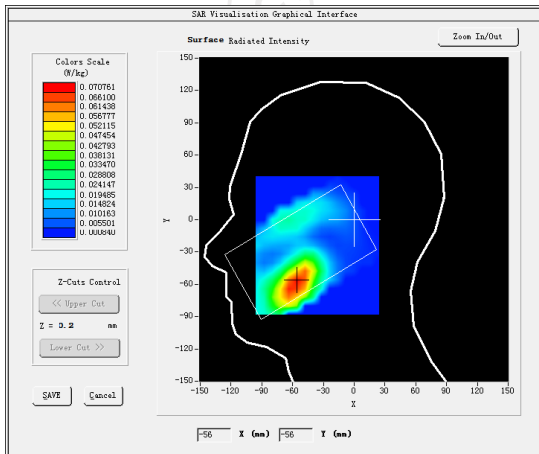 SAR Visualisation Graphical Interface
Surface Radiated Intensity
Zoom In/Out
Colors Scale
(W/kg)
0.070761
0.066100
0.061438
0.056777
0.052115
0.047454
0.042793
0.038131
0.033470
0.028808
0.024147
0.019485
0.014824
0.010163
0.005501
0.000840
Z-Cuts Control
<< Upper Cut
Z = 0.2 mm
Lower Cut >>
SAVE Cancel
150
120
90
60
30
0
-30
-60
-90
-120
-150
Y
-150 -120 -90 -60 -30 0 30 60 90 120 150
X
-56 X (mm) -56 Y (mm)